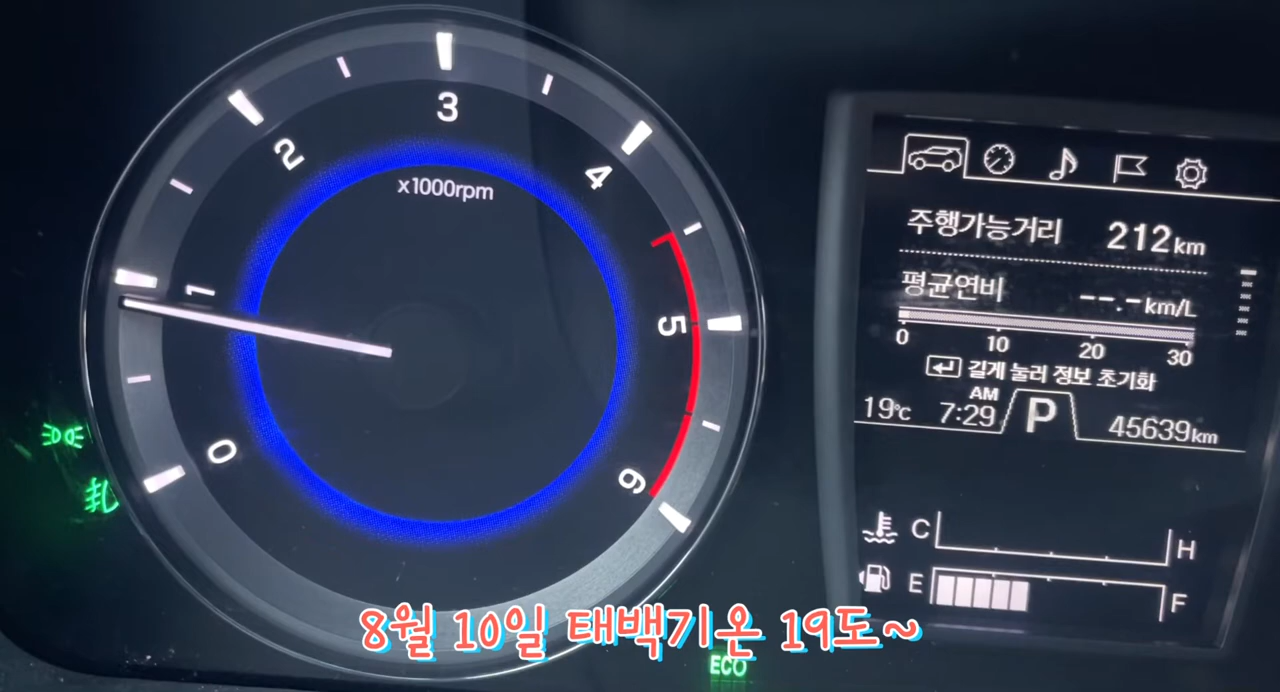 3
2
4
x1000rpm
1
5
0
6
주행가능거리 212km
평균연비 --.-km/L
0 10 20 30
길게 눌러 정보 초기화
19℃ AM 7:29 P 45639km
C H
E F
8월 10일 태백기온 19도~
ECO